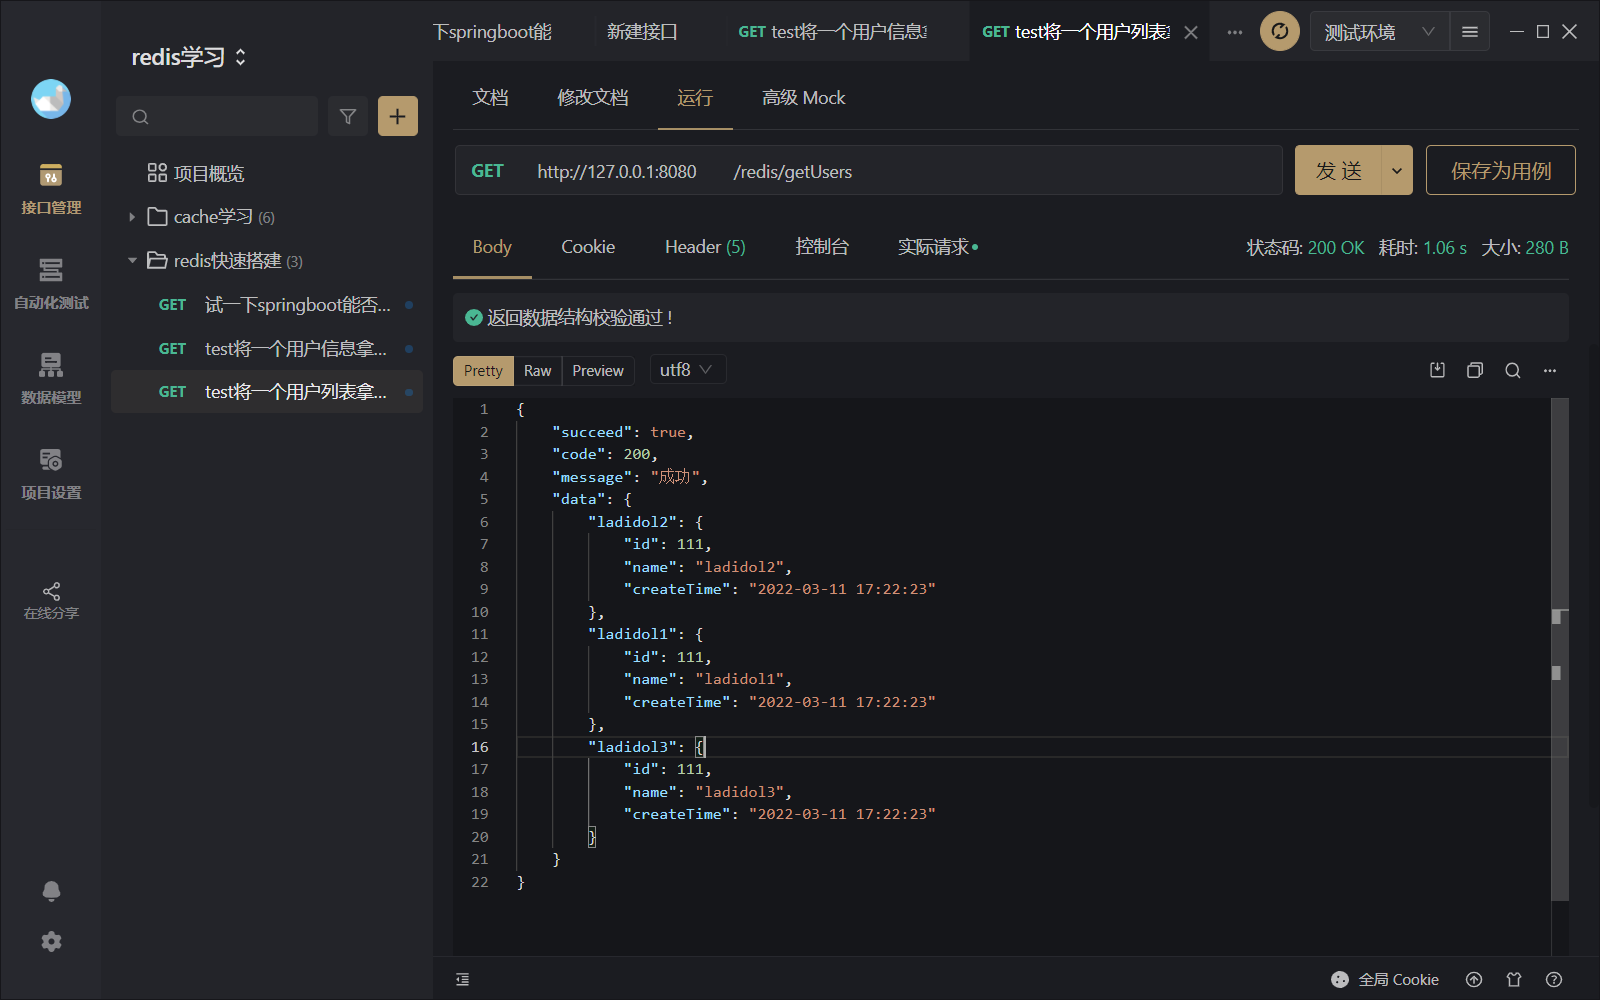 redis学习
下springboot能
新建接口
GET test将一个用户信息
GET test将一个用户列表
测试环境
文档
修改文档
运行
高级 Mock
接口管理
自动化测试
数据模型
项目设置
在线分享
项目概览
cache学习 (6)
redis快速搭建 (3)
GET 试一下springboot能否...
GET test将一个用户信息拿...
GET test将一个用户列表拿...
GET http://127.0.0.1:8080 /redis/getUsers
发 送
保存为用例
Body
Cookie
Header (5)
控制台
实际请求
状态码: 200 OK 耗时: 1.06 s 大小: 280 B
返回数据结构校验通过 !
Pretty
Raw
Preview
utf8
1 {
2 "succeed": true,
3 "code": 200,
4 "message": "成功",
5 "data": {
6 "ladidol2": {
7 "id": 111,
8 "name": "ladidol2",
9 "createTime": "2022-03-11 17:22:23"
10 },
11 "ladidol1": {
12 "id": 111,
13 "name": "ladidol1",
14 "createTime": "2022-03-11 17:22:23"
15 },
16 "ladidol3": {
17 "id": 111,
18 "name": "ladidol3",
19 "createTime": "2022-03-11 17:22:23"
20 }
21 }
22 }
全局 Cookie